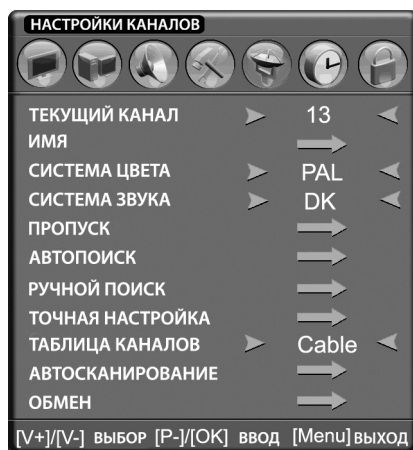 НАСТРОЙКИ КАНАЛОВ
ТЕКУЩИЙ КАНАЛ 13
ИМЯ
СИСТЕМА ЦВЕТА PAL
СИСТЕМА ЗВУКА DK
ПРОПУСК
АВТОПОИСК
РУЧНОЙ ПОИСК
ТОЧНАЯ НАСТРОЙКА
ТАБЛИЦА КАНАЛОВ Cable
АВТОСКАНИРОВАНИЕ
ОБМЕН
[V+]/[V-] ВЫБОР [P-]/[OK] ВВОД [Menu] ВЫХОД